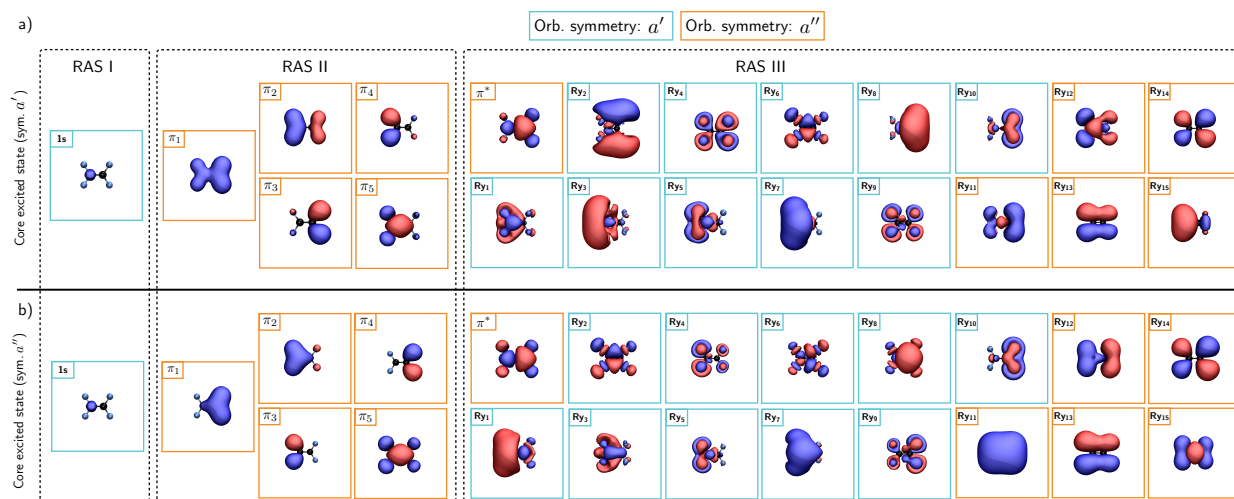 a)
Orb. symmetry: a′
Orb. symmetry: a′′
RAS I
RAS II
RAS III
Core excited state (sym. a′)
1s
π1
π2
π4
π3
π5
π*
Ry2
Ry4
Ry6
Ry8
Ry10
Ry12
Ry14
Ry1
Ry3
Ry5
Ry7
Ry9
Ry11
Ry13
Ry15
b)
Core excited state (sym. a′′)
1s
π1
π2
π4
π3
π5
π*
Ry2
Ry4
Ry6
Ry8
Ry10
Ry12
Ry14
Ry1
Ry3
Ry5
Ry7
Ry9
Ry11
Ry13
Ry15